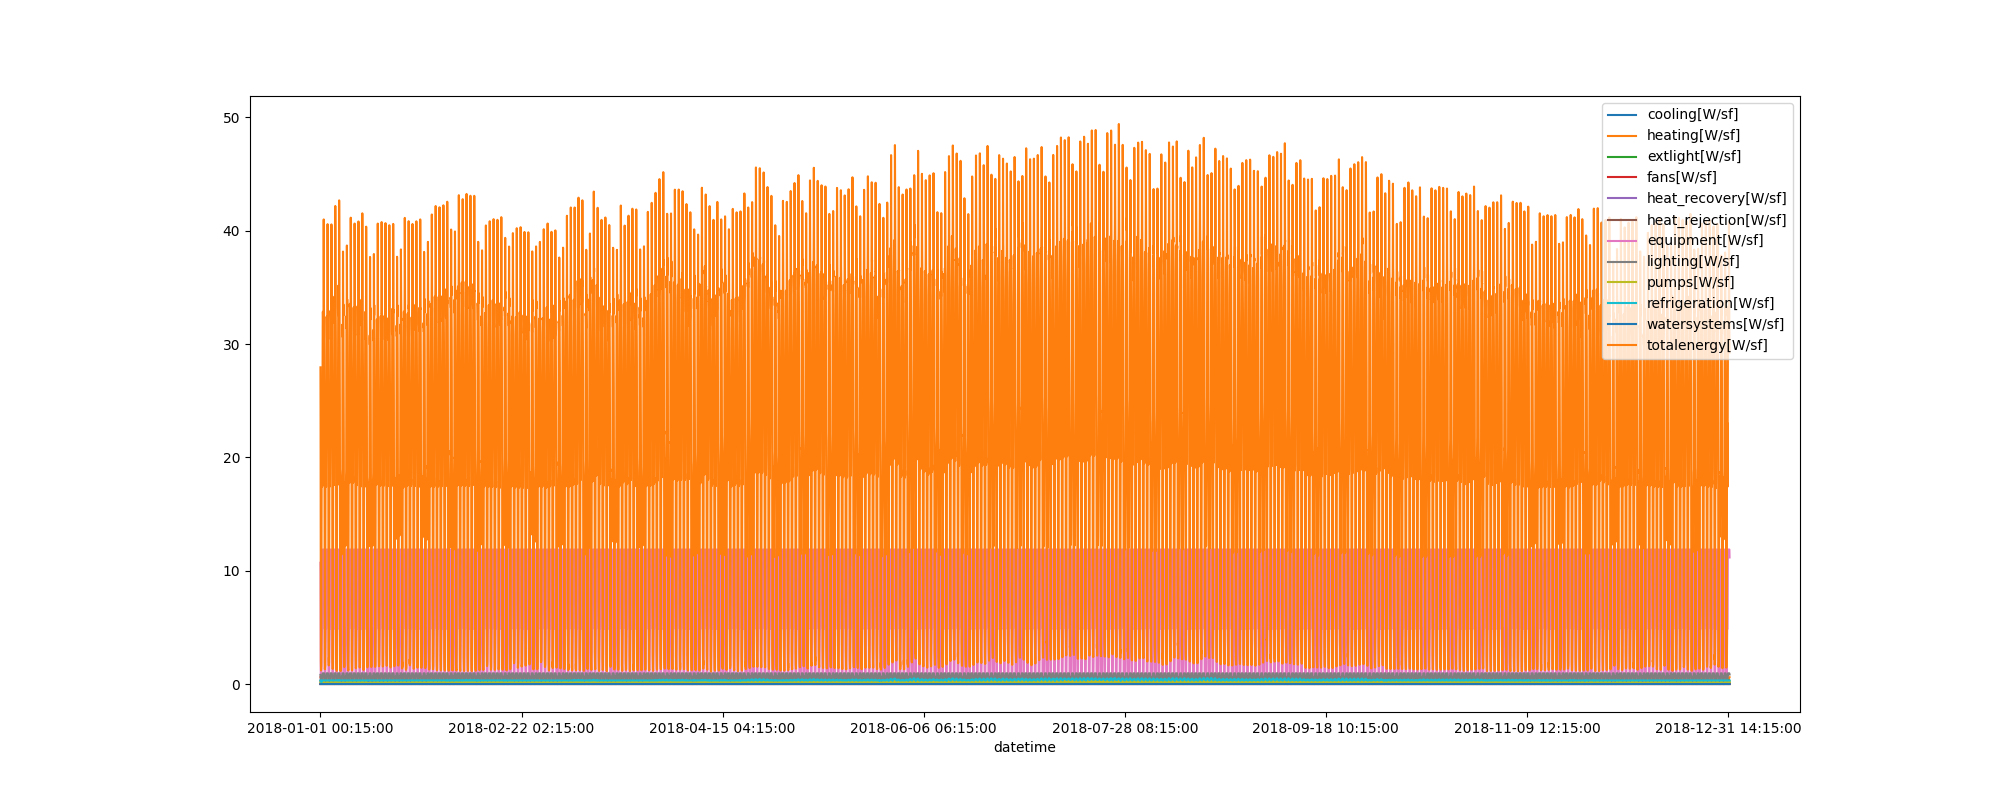 50
40
30
20
10
0
cooling[W/sf]
heating[W/sf]
extlight[W/sf]
fans[W/sf]
heat_recovery[W/sf]
heat_rejection[W/sf]
equipment[W/sf]
lighting[W/sf]
pumps[W/sf]
refrigeration[W/sf]
watersystems[W/sf]
totalenergy[W/sf]
2018-01-01 00:15:00 2018-02-22 02:15:00 2018-04-15 04:15:00 2018-06-06 06:15:00 2018-07-28 08:15:00 2018-09-18 10:15:00 2018-11-09 12:15:00 2018-12-31 14:15:00
datetime